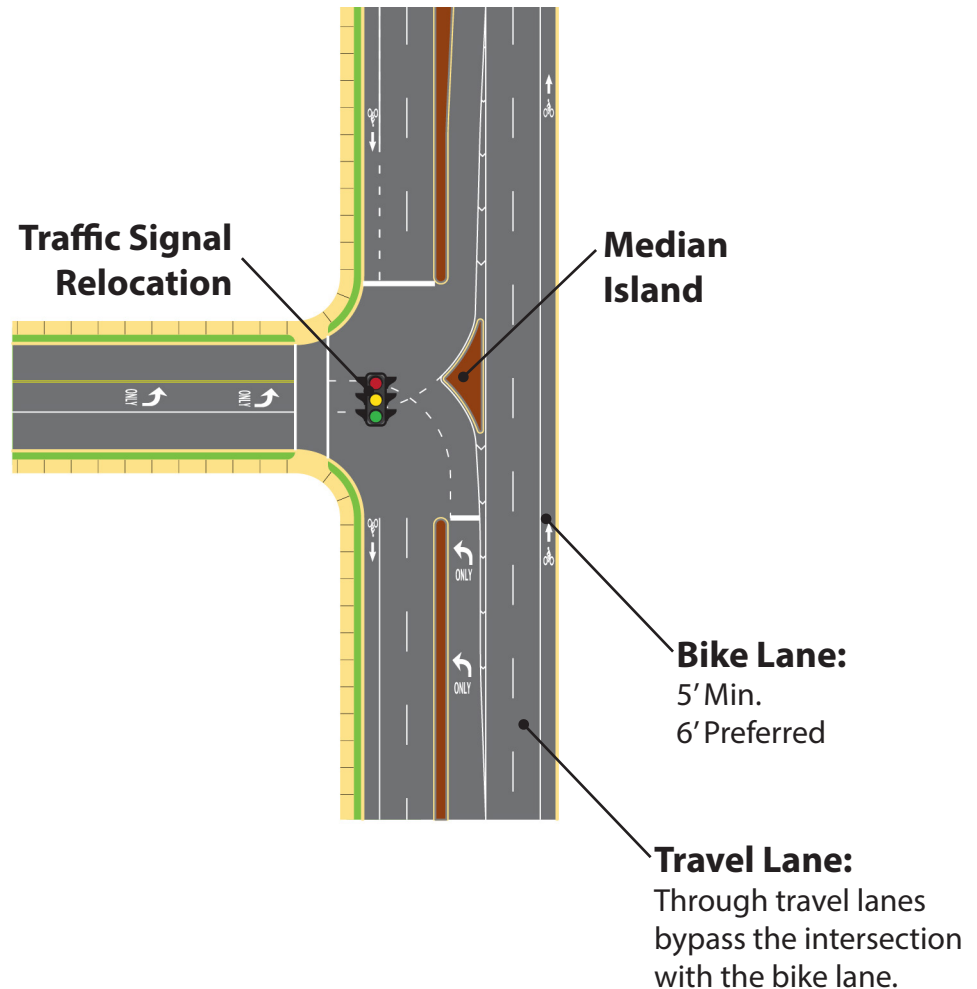 Traffic Signal
Relocation
Median
Island
ONLY
ONLY
ONLY
ONLY
Bike Lane:
5' Min.
6' Preferred
Travel Lane:
Through travel lanes
bypass the intersection
with the bike lane.